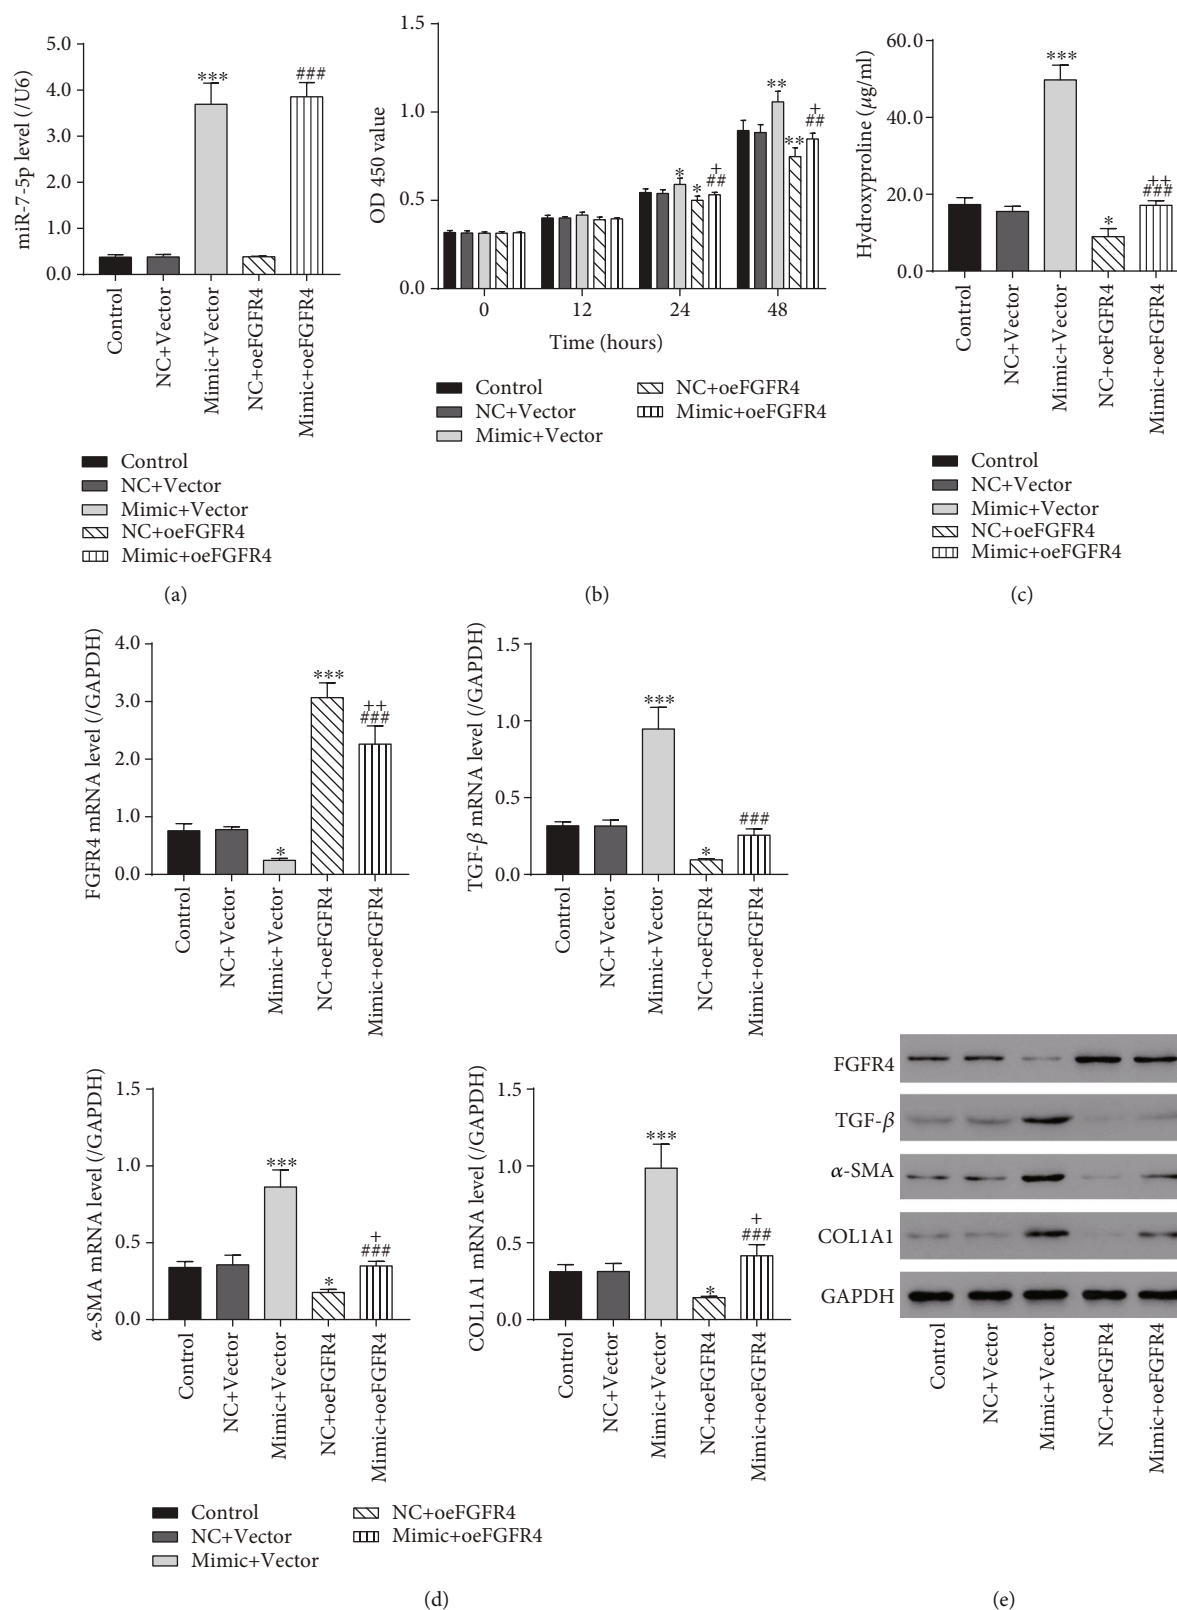 miR-7-5p level (/U6)
5.0
4.0
3.0
2.0
1.0
0.0
***
###
Control
NC+Vector
Mimic+Vector
NC+oeFGFR4
Mimic+oeFGFR4
Control
NC+Vector
Mimic+Vector
NC+oeFGFR4
Mimic+oeFGFR4
(a)
OD 450 value
1.5
1.0
0.5
0.0
*
*
+
##
**
**
+
##
0
12
24
48
Time (hours)
Control
NC+Vector
Mimic+Vector
NC+oeFGFR4
Mimic+oeFGFR4
(b)
Hydroxyproline (μg/ml)
60.0
40.0
20.0
0.0
***
*
++
###
Control
NC+Vector
Mimic+Vector
NC+oeFGFR4
Mimic+oeFGFR4
Control
NC+Vector
Mimic+Vector
NC+oeFGFR4
Mimic+oeFGFR4
(c)
FGFR4 mRNA level (/GAPDH)
4.0
3.0
2.0
1.0
0.0
*
***
++
###
Control
NC+Vector
Mimic+Vector
NC+oeFGFR4
Mimic+oeFGFR4
TGF-β mRNA level (/GAPDH)
1.5
1.0
0.5
0.0
***
*
###
Control
NC+Vector
Mimic+Vector
NC+oeFGFR4
Mimic+oeFGFR4
α-SMA mRNA level (/GAPDH)
1.5
1.0
0.5
0.0
***
*
+
###
Control
NC+Vector
Mimic+Vector
NC+oeFGFR4
Mimic+oeFGFR4
COL1A1 mRNA level (/GAPDH)
1.5
1.0
0.5
0.0
***
*
+
###
Control
NC+Vector
Mimic+Vector
NC+oeFGFR4
Mimic+oeFGFR4
Control
NC+Vector
Mimic+Vector
NC+oeFGFR4
Mimic+oeFGFR4
(d)
FGFR4
TGF-β
α-SMA
COL1A1
GAPDH
Control
NC+Vector
Mimic+Vector
NC+oeFGFR4
Mimic+oeFGFR4
(e)